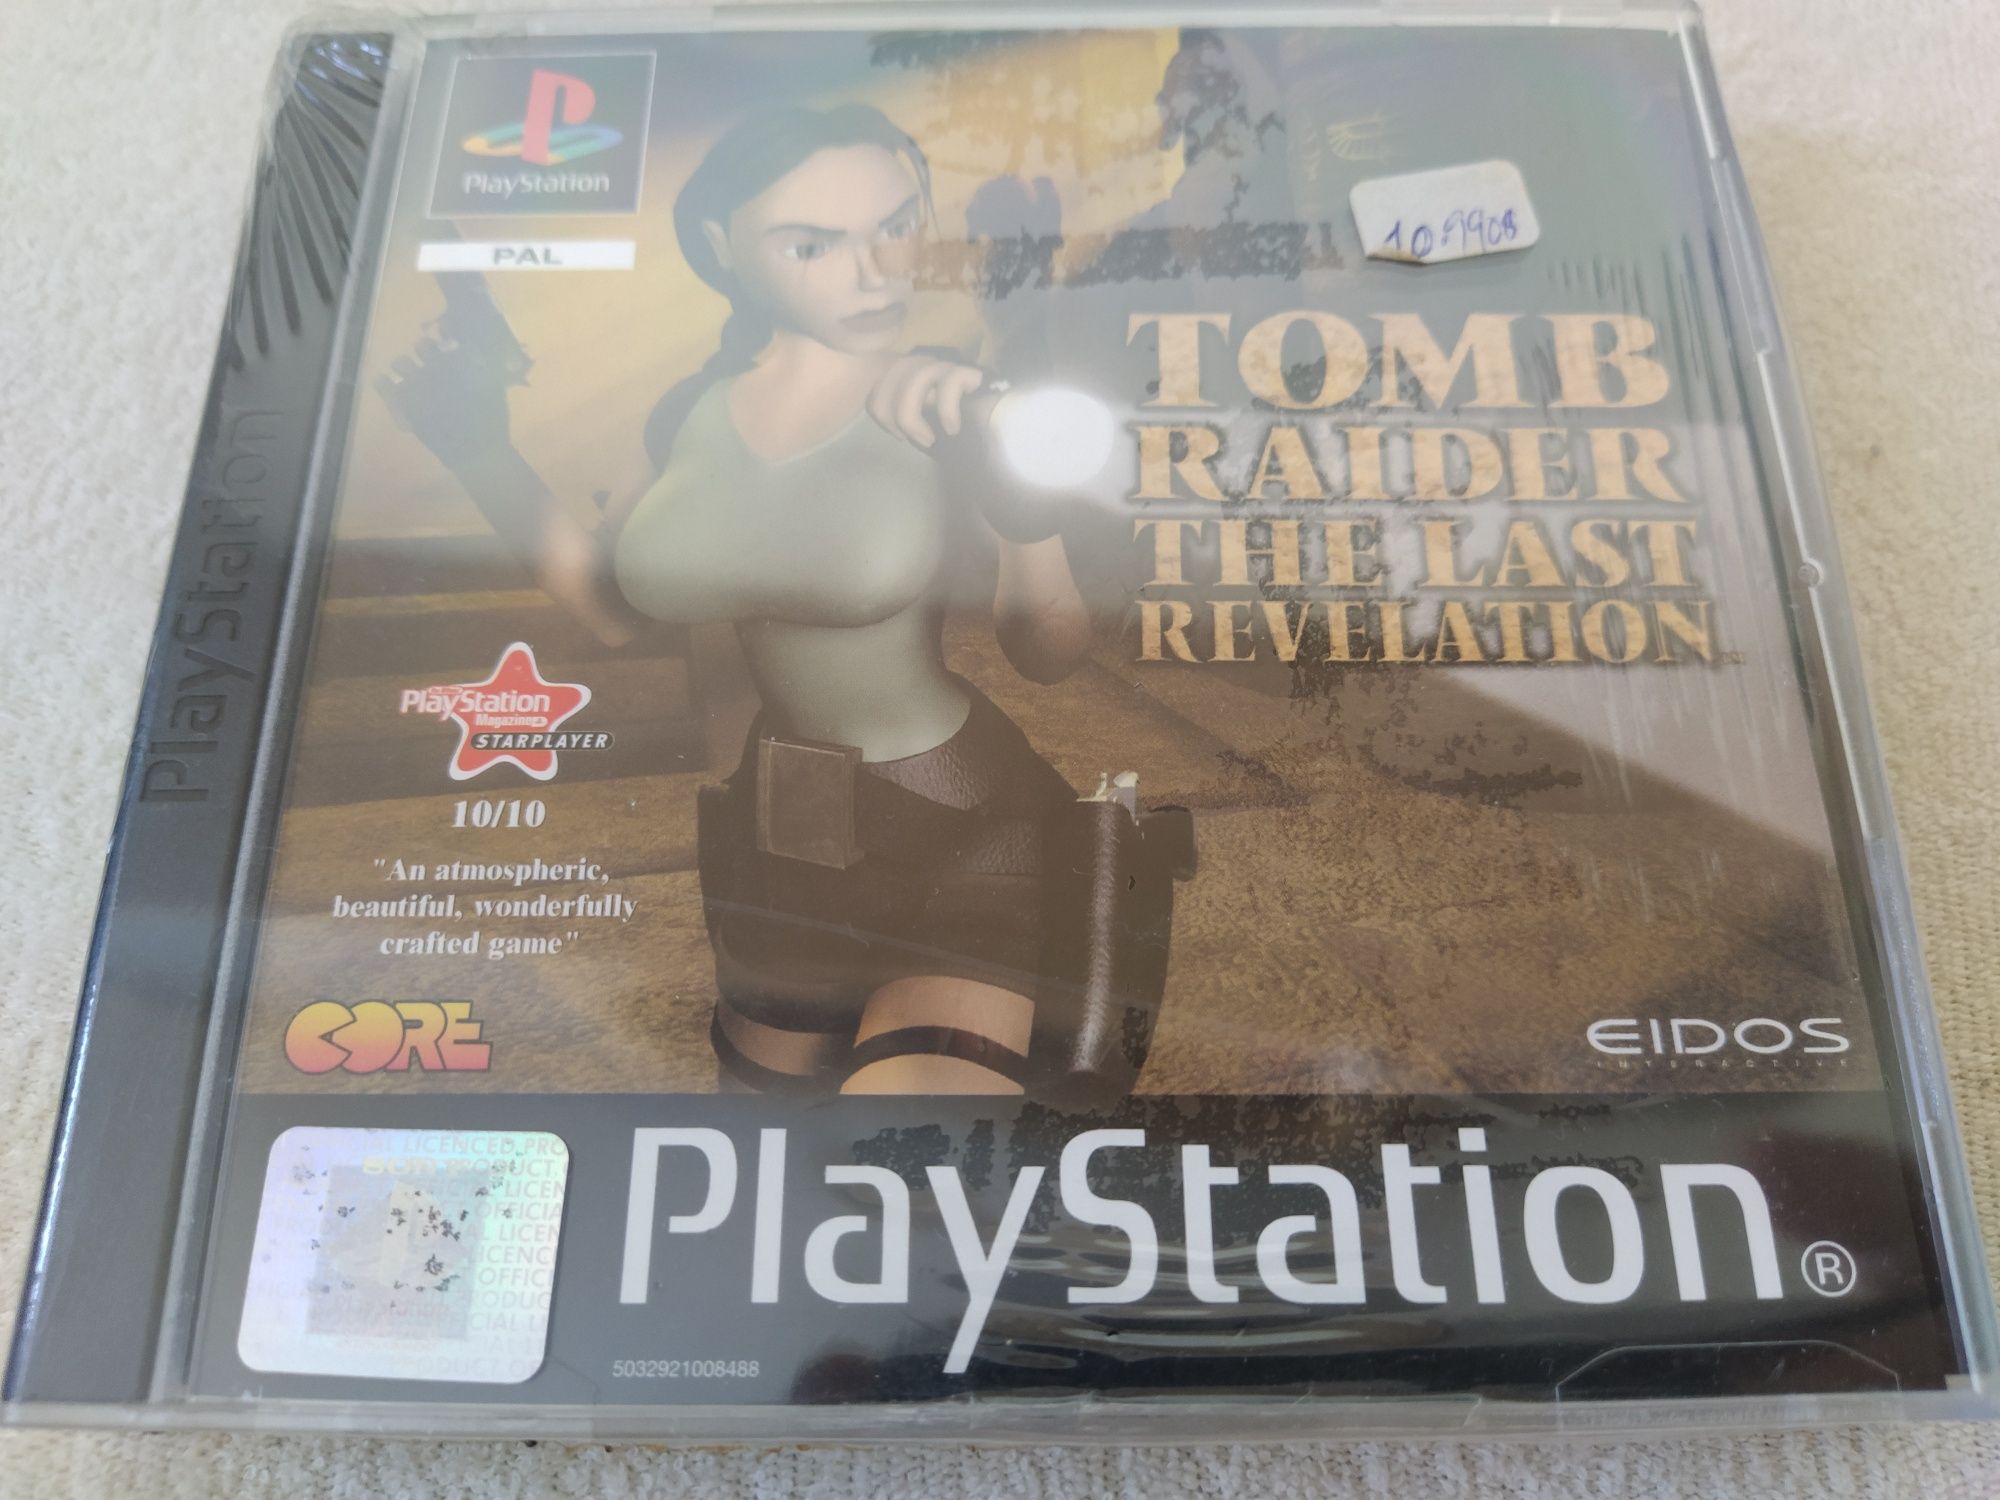 PlayStation
PAL
10.990$
TOMB
RAIDER
THE LAST
REVELATION
PlayStation
PlayStation
Magazine
STARPLAYER
10/10
"An atmospheric,
beautiful, wonderfully
crafted game"
CORE
EIDOS
INTERACTIVE
PlayStation®
5032921008488